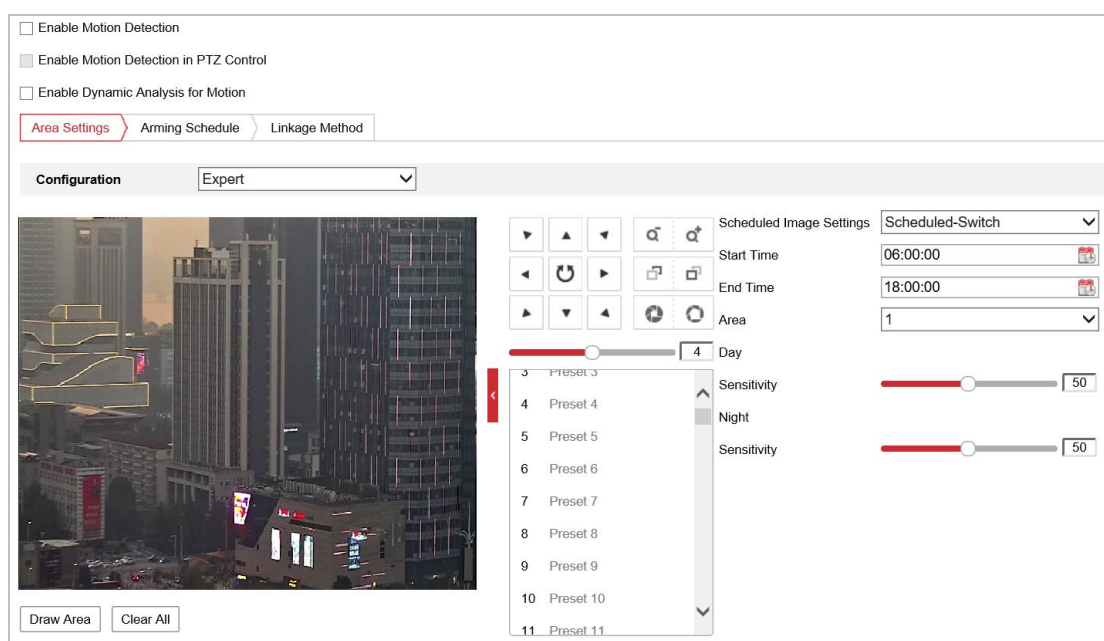 Enable Motion Detection
Enable Motion Detection in PTZ Control
Enable Dynamic Analysis for Motion
Area Settings
Arming Schedule
Linkage Method
Configuration
Expert
Scheduled Image Settings
Scheduled-Switch
Start Time
06:00:00
End Time
18:00:00
Area
1
4
Day
Sensitivity
50
Night
Sensitivity
50
3 Preset 3
4 Preset 4
5 Preset 5
6 Preset 6
7 Preset 7
8 Preset 8
9 Preset 9
10 Preset 10
11 Preset 11
Draw Area
Clear All